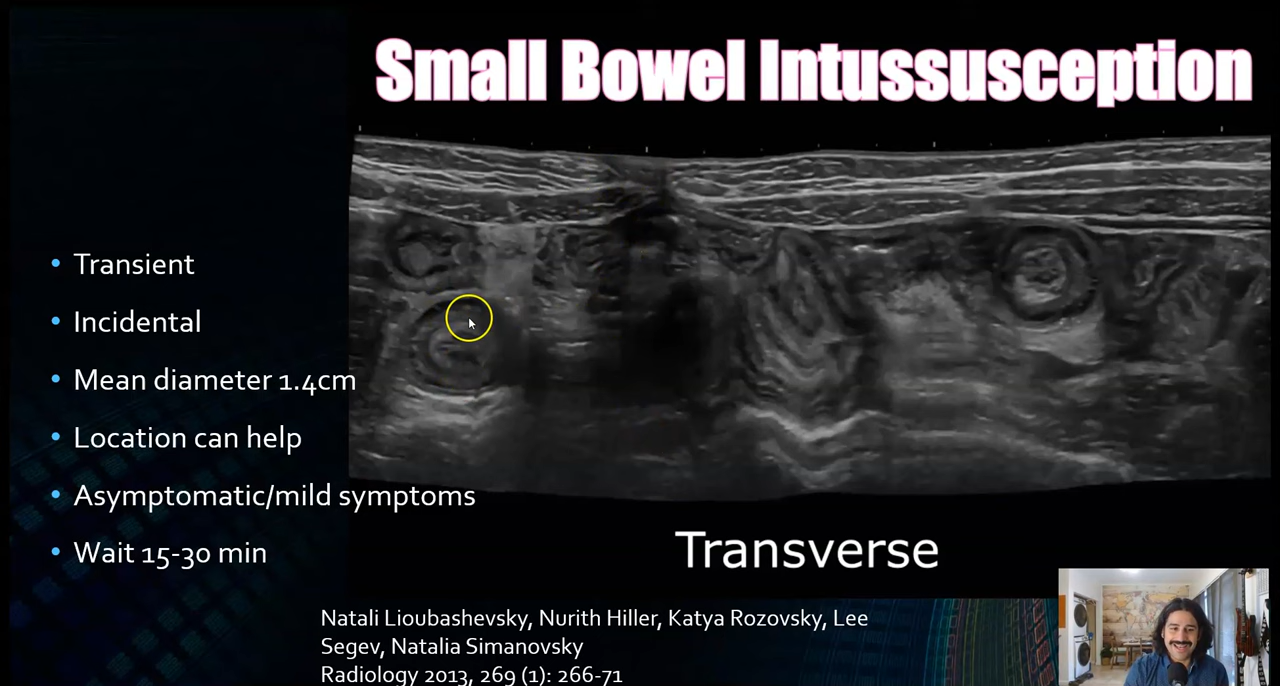 Small Bowel Intussusception
• Transient
• Incidental
• Mean diameter 1.4cm
• Location can help
• Asymptomatic/mild symptoms
• Wait 15-30 min
Transverse
Natali Lioubashevsky, Nurith Hiller, Katya Rozovsky, Lee
Segev, Natalia Simanovsky
Radiology 2013, 269 (1): 266-71